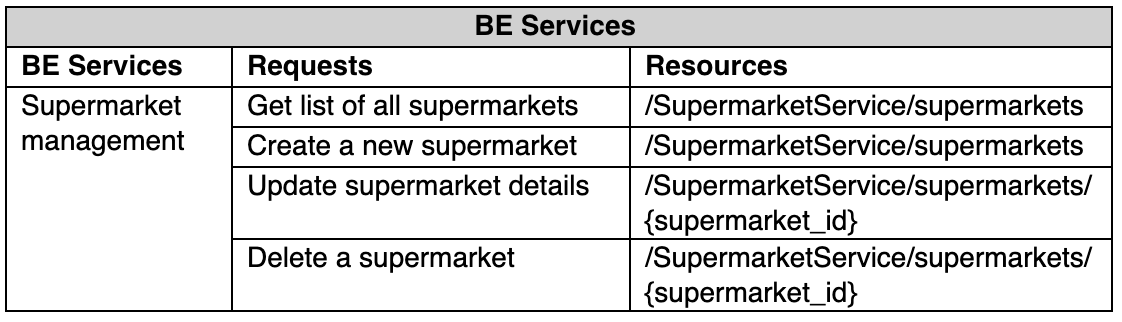 BE Services
BE Services Requests Resources
Supermarket management Get list of all supermarkets /SupermarketService/supermarkets
Create a new supermarket /SupermarketService/supermarkets
Update supermarket details /SupermarketService/supermarkets/
{supermarket_id}
Delete a supermarket /SupermarketService/supermarkets/
{supermarket_id}